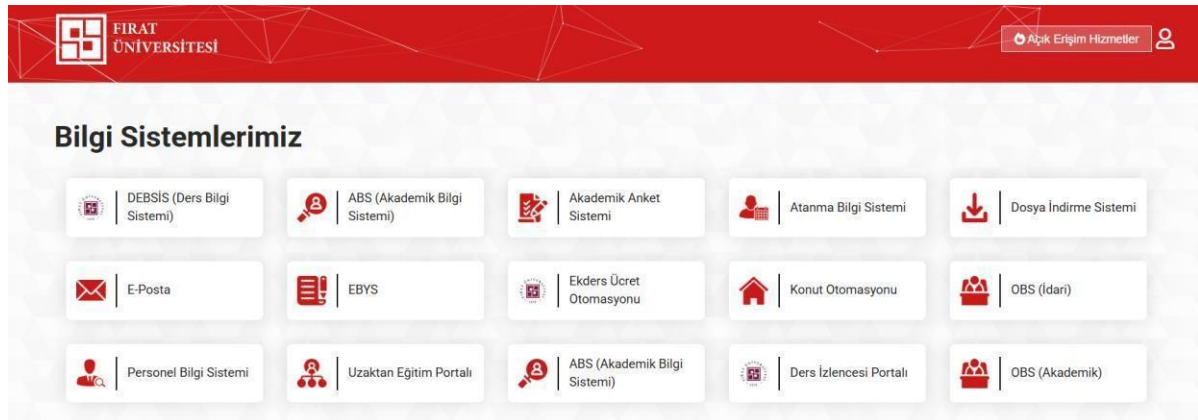 FIRAT
ÜNİVERSİTESİ
Açık Erişim Hizmetler
Bilgi Sistemlerimiz
DEBSİS (Ders Bilgi
Sistemi)
ABS (Akademik Bilgi
Sistemi)
Akademik Anket
Sistemi
Atanma Bilgi Sistemi
Dosya İndirme Sistemi
E-Posta
EBYS
Ekders Ücret
Otomasyonu
Konut Otomasyonu
OBS (İdari)
Personel Bilgi Sistemi
Uzaktan Eğitim Portalı
ABS (Akademik Bilgi
Sistemi)
Ders İzlencesi Portalı
OBS (Akademik)